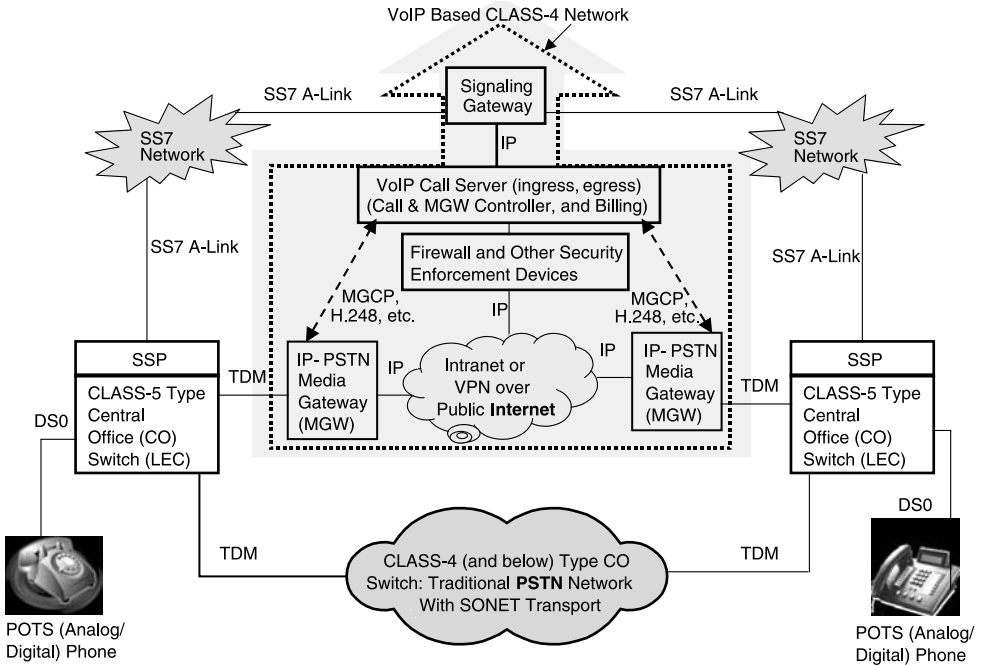 VoIP Based CLASS-4 Network
Signaling
Gateway
SS7 A-Link
SS7 A-Link
SS7
Network
SS7
Network
IP
VoIP Call Server (ingress, egress)
(Call & MGW Controller, and Billing)
SS7 A-Link
SS7 A-Link
Firewall and Other Security
Enforcement Devices
MGCP,
H.248, etc.
IP
MGCP,
H.248, etc.
SSP
CLASS-5 Type
Central
Office (CO)
Switch (LEC)
TDM
IP- PSTN
Media
Gateway
(MGW)
IP
Intranet or
VPN over
Public Internet
IP
IP- PSTN
Media
Gateway
(MGW)
TDM
SSP
CLASS-5 Type
Central
Office (CO)
Switch (LEC)
DS0
DS0
TDM
CLASS-4 (and below) Type CO
Switch: Traditional PSTN Network
With SONET Transport
TDM
POTS (Analog/
Digital) Phone
POTS (Analog/
Digital) Phone